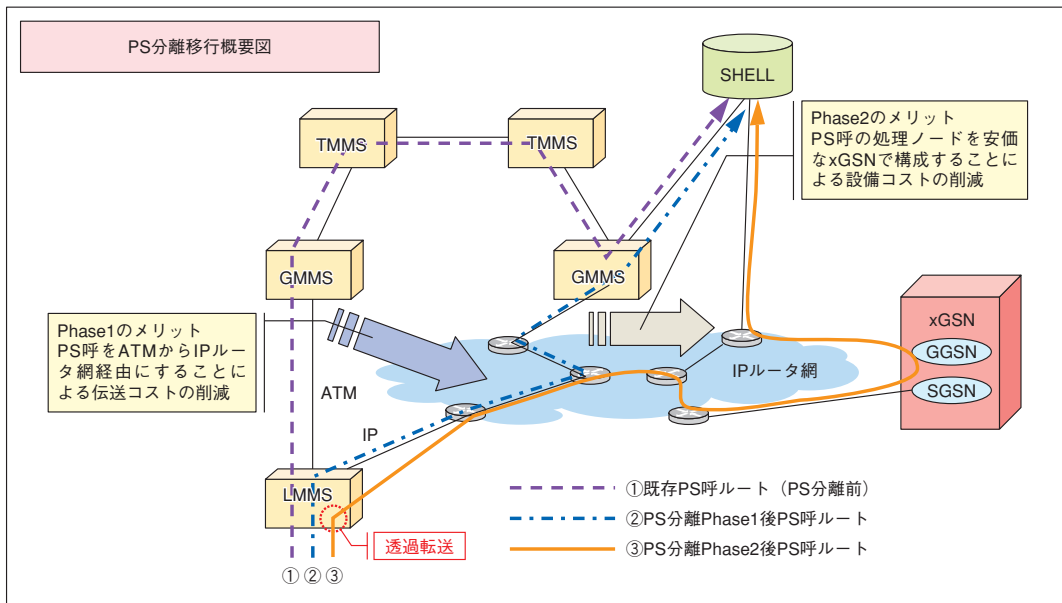 PS分離移行概要図
SHELL
Phase2のメリット
PS呼の処理ノードを安価
なxGSNで構成することに
よる設備コストの削減
TMMS
TMMS
GMMS
GMMS
Phase1のメリット
PS呼をATMからIPルー
タ網経由にすることに
よる伝送コストの削減
xGSN
GGSN
SGSN
IPルータ網
ATM
IP
LMMS
透過転送
① ② ③
①既存PS呼ルート（PS分離前）
②PS分離Phase1後PS呼ルート
③PS分離Phase2後PS呼ルート